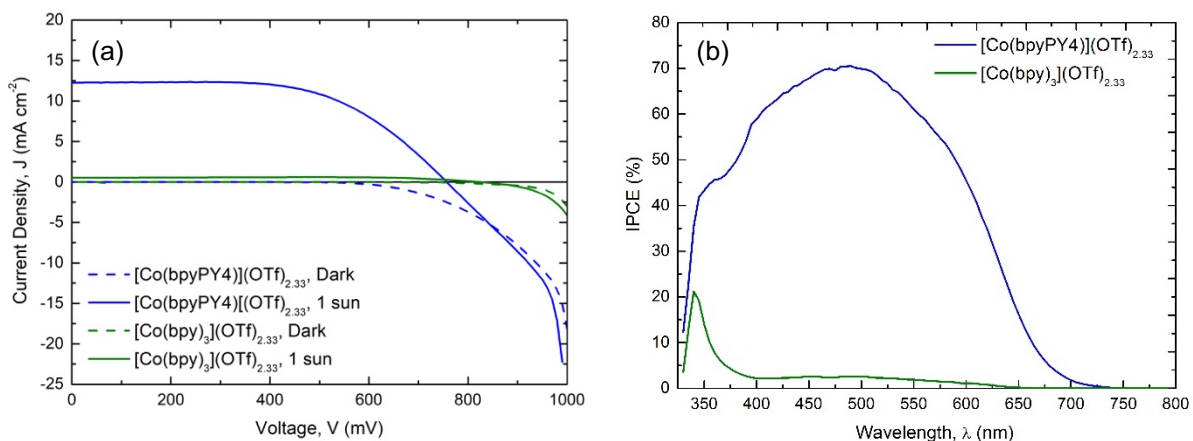 (a)
20
15
10
5
0
-5
-10
-15
-20
-25
Current Density, J (mA cm⁻²)
[Co(bpyPY4)](OTf)₂.₃₃, Dark
[Co(bpyPY4)[(OTf)₂.₃₃, 1 sun
[Co(bpy)₃](OTf)₂.₃₃, Dark
[Co(bpy)₃](OTf)₂.₃₃, 1 sun
0 200 400 600 800 1000
Voltage, V (mV)
(b)
[Co(bpyPY4)](OTf)₂.₃₃
[Co(bpy)₃](OTf)₂.₃₃
80
70
60
50
40
30
20
10
0
IPCE (%)
350 400 450 500 550 600 650 700 750 800
Wavelength, λ (nm)